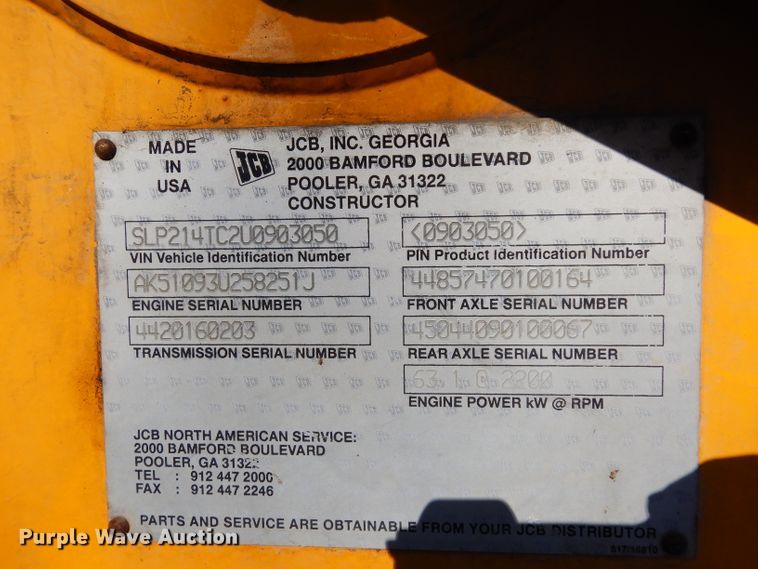 MADE
IN
USA
JCB
JCB, INC. GEORGIA
2000 BAMFORD BOULEVARD
POOLER, GA 31322
CONSTRUCTOR
SLP214TC2U0903050
<0903050>
VIN Vehicle Identification Number
PIN Product Identification Number
AK51093U258251J
44857470100164
ENGINE SERIAL NUMBER
FRONT AXLE SERIAL NUMBER
4420160203
45044090100067
TRANSMISSION SERIAL NUMBER
REAR AXLE SERIAL NUMBER
63.1 @ 2200
ENGINE POWER kW @ RPM
JCB NORTH AMERICAN SERVICE:
2000 BAMFORD BOULEVARD
POOLER, GA 31322
TEL : 912 447 2000
FAX : 912 447 2246
PARTS AND SERVICE ARE OBTAINABLE FROM YOUR JCB DISTRIBUTOR
Purple Wave Auction